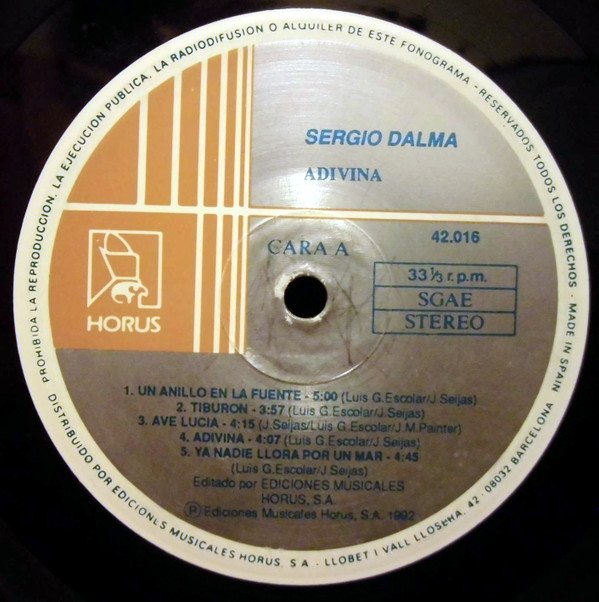 PROHIBIDA LA REPRODUCCION, LA EJECUCION PUBLICA, LA RADIODIFUSION O ALQUILER DE ESTE FONOGRAMA - RESERVADOS TODOS LOS DERECHOS - MADE IN SPAIN
SERGIO DALMA
ADIVINA
CARA A
42.016
HORUS
33 ⅓ r.p.m.
SGAE
STEREO
1. UN ANILLO EN LA FUENTE - 5:00 (Luis G.Escolar/J.Seijas)
2. TIBURON - 3:57 (Luis G.Escolar/J.Seijas)
3. AVE LUCIA - 4:15 (J.Seijas/Luis G.Escolar/J.M.Painter)
4. ADIVINA - 4:07 (Luis G.Escolar/J.Seijas)
5. YA NADIE LLORA POR UN MAR - 4:45
(Luis G.Escolar/J.Seijas)
Editado por EDICIONES MUSICALES
HORUS, S.A.
Ⓟ Ediciones Musicales Horus, S.A. 1992
DISTRIBUIDO POR EDICIONES MUSICALES HORUS, S.A - LLOBET I VALL LLOSERA, 42 - 08032 BARCELONA